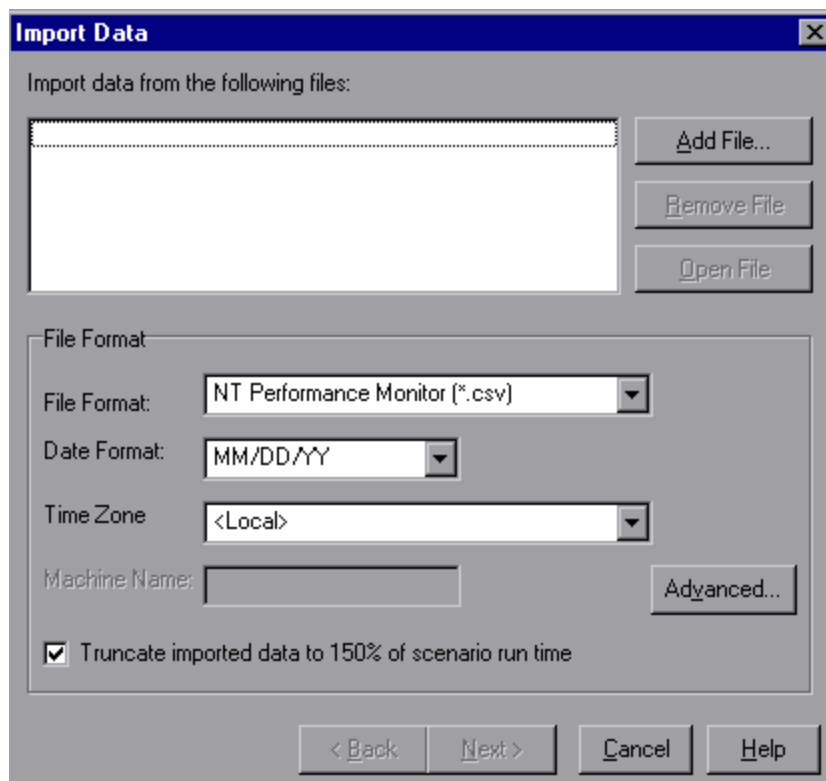 Import Data
Import data from the following files:
Add File...
Remove File
Open File
File Format
File Format: NT Performance Monitor (*.csv)
Date Format: MM/DD/YY
Time Zone <Local>
Machine Name:
Advanced...
Truncate imported data to 150% of scenario run time
< Back Next > Cancel Help